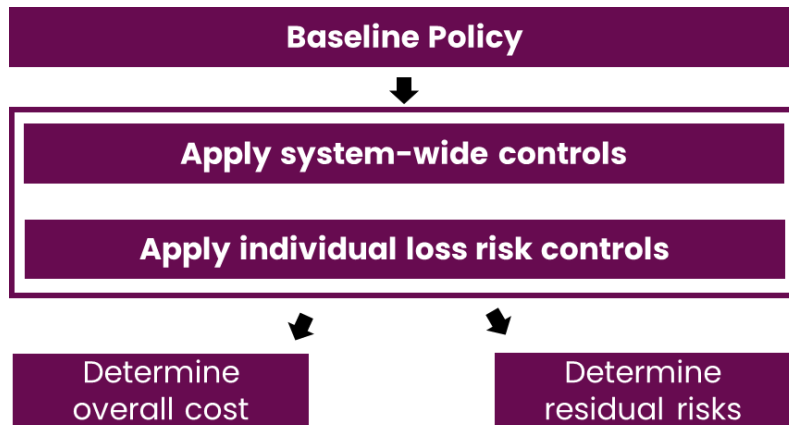 Baseline Policy
Apply system-wide controls
Apply individual loss risk controls
Determine
overall cost
Determine
residual risks